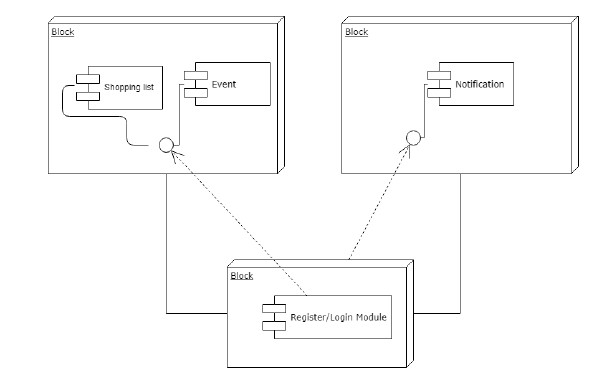 Block
Block
Shopping list
Event
Notification
Block
Register/Login Module